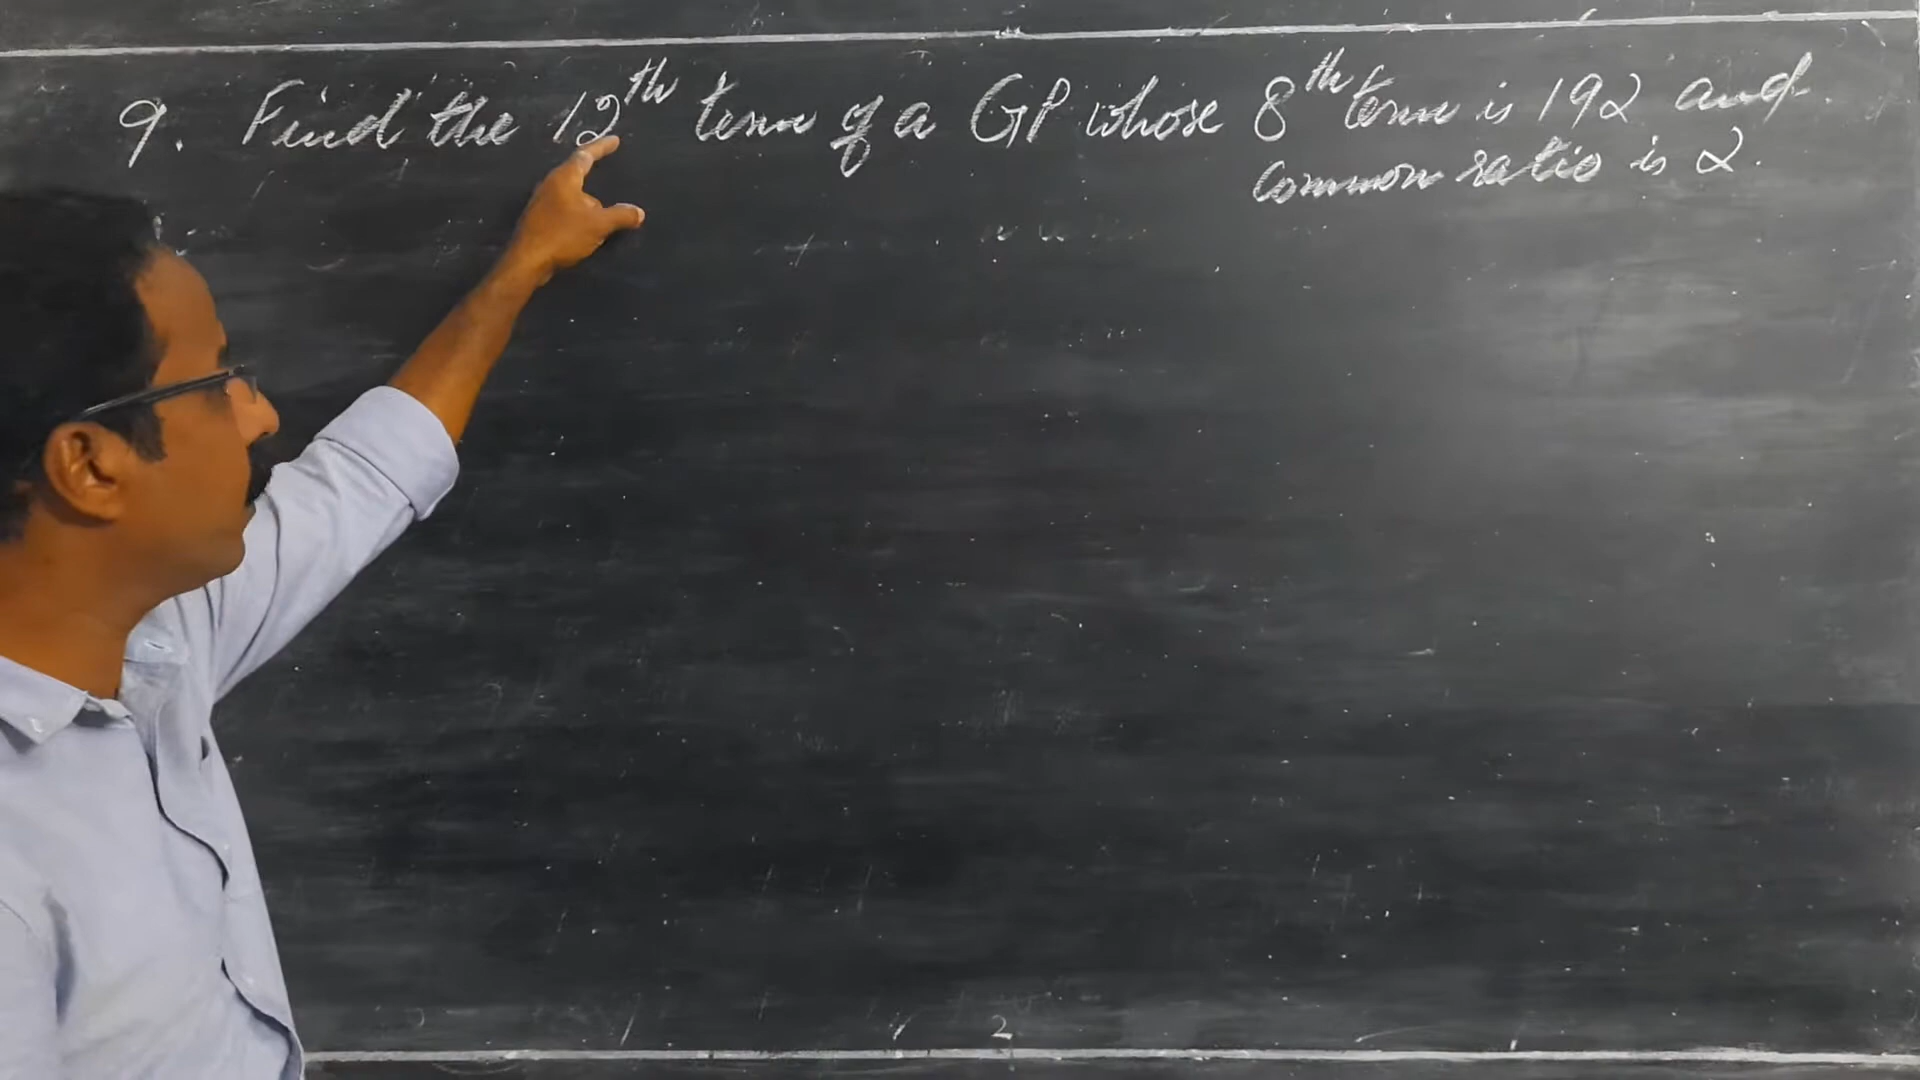 9. Find the 12th term of a GP whose 8th term is 192 and
common ratio is 2.